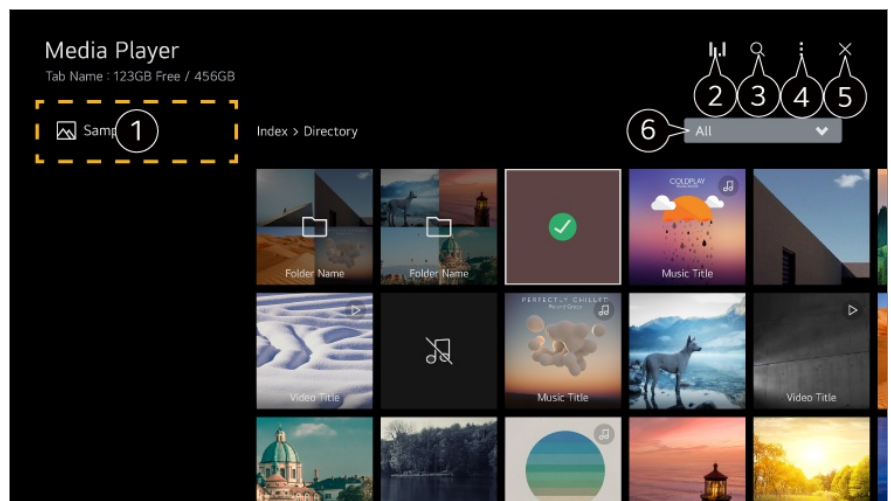 Media Player
Tab Name : 123GB Free / 456GB
2 3 4 5
1
Index > Directory
6
All
COLDPLAY
Folder Name
Folder Name
Music Title
PERFECTLY CHILLED
Video Title
Music Title
Video Title